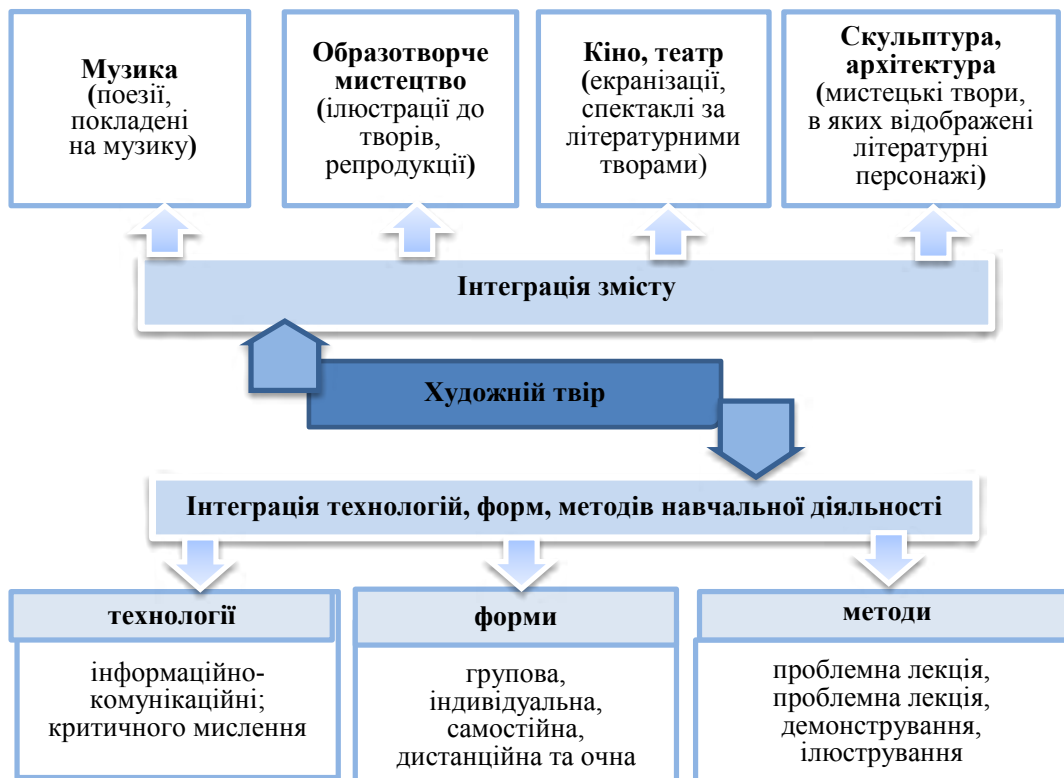 Музика
(поезії,
покладені
на музику)
Образотворче
мистецтво
(ілюстрації до
творів,
репродукції)
Кіно, театр
(екранізації,
спектаклі за
літературними
творами)
Скульптура,
архітектура
(мистецькі твори,
в яких відображені
літературні
персонажі)
Інтеграція змісту
Художній твір
Інтеграція технологій, форм, методів навчальної діяльності
технології
інформаційно-
комунікаційні;
критичного мислення
форми
групова,
індивідуальна,
самостійна,
дистанційна та очна
методи
проблемна лекція,
проблемна лекція,
демонстрування,
ілюстрування